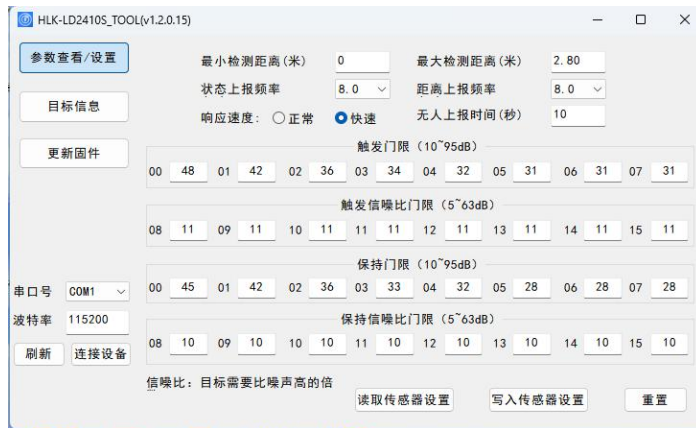 HLK-LD2410S_TOOL(v1.2.0.15)
参数查看/设置
目标信息
更新固件
最小检测距离(米) 0 最大检测距离(米) 2.80
状态上报频率 8.0 距离上报频率 8.0
响应速度: 正常 快速 无人上报时间(秒) 10
触发门限 (10~95dB)
00 48 01 42 02 36 03 34 04 32 05 31 06 31 07 31
触发信噪比门限 (5~63dB)
08 11 09 11 10 11 11 11 12 11 13 11 14 11 15 11
保持门限 (10~95dB)
00 45 01 42 02 36 03 33 04 32 05 28 06 28 07 28
保持信噪比门限 (5~63dB)
08 10 09 10 10 10 11 10 12 10 13 10 14 10 15 10
串口号 COM1
波特率 115200
刷新 连接设备
信噪比: 目标需要比噪声高的倍
读取传感器设置 写入传感器设置 重置